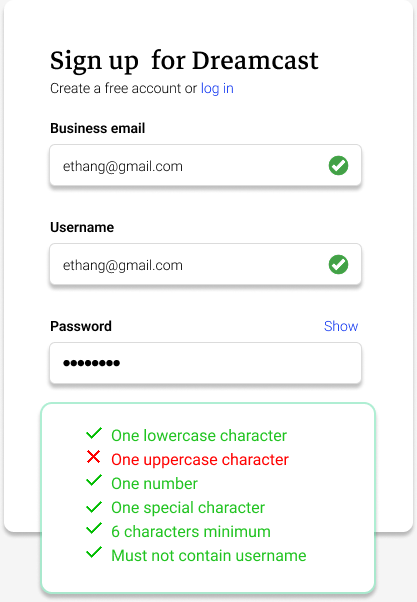 Sign up for Dreamcast
Create a free account or log in
Business email
ethang@gmail.com
Username
ethang@gmail.com
Password Show
••••••••
One lowercase character
One uppercase character
One number
One special character
6 characters minimum
Must not contain username